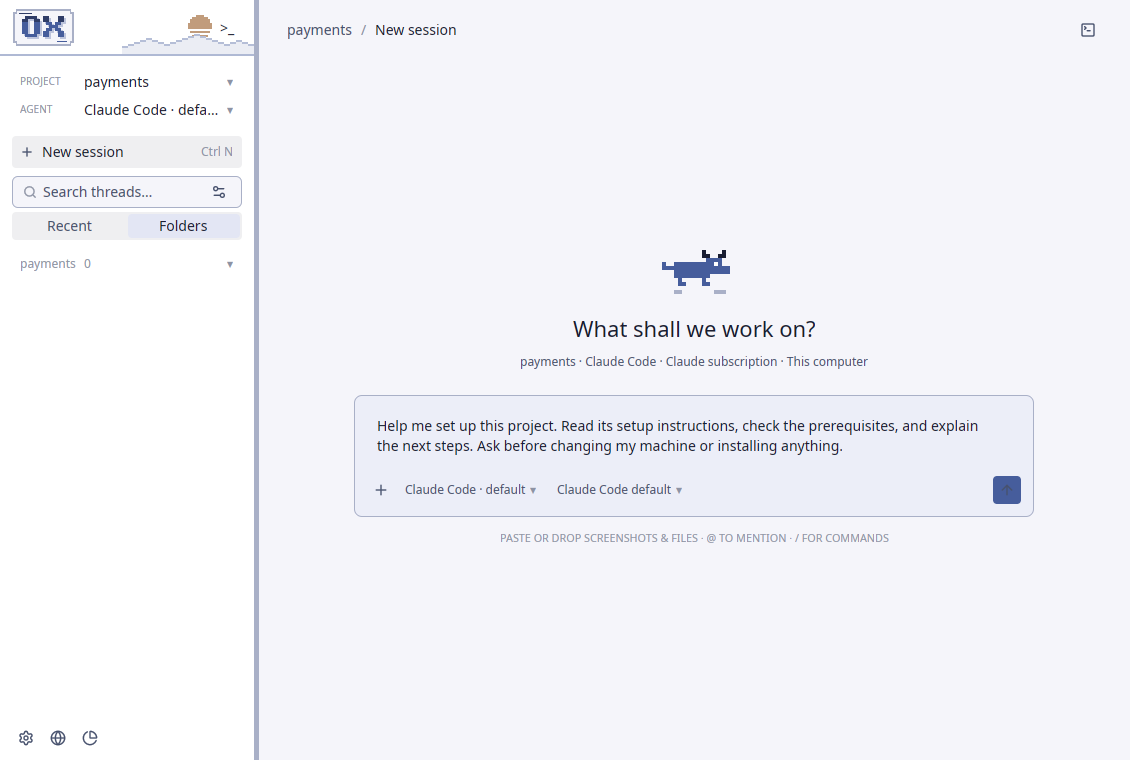 OX
>_
PROJECT payments
AGENT Claude Code · defa...
New session Ctrl N
Search threads...
Recent Folders
payments 0
payments / New session
What shall we work on?
payments · Claude Code · Claude subscription · This computer
Help me set up this project. Read its setup instructions, check the prerequisites, and explain
the next steps. Ask before changing my machine or installing anything.
Claude Code · default Claude Code default
PASTE OR DROP SCREENSHOTS & FILES · @ TO MENTION · / FOR COMMANDS